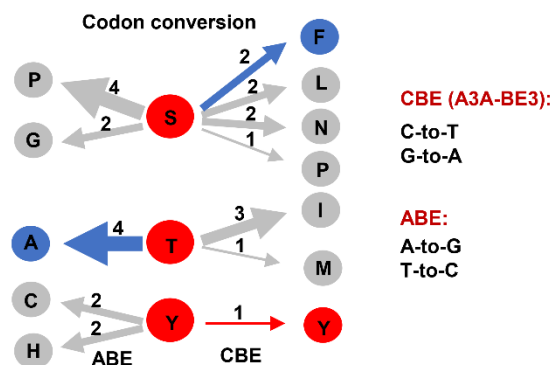 Codon conversion
F
2
P
4
2
L
S
2
N
CBE (A3A-BE3):
G
2
1
C-to-T
P
G-to-A
3
I
4
ABE:
A
T
1
A-to-G
M
T-to-C
C
2
Y
1
Y
2
H
ABE
CBE